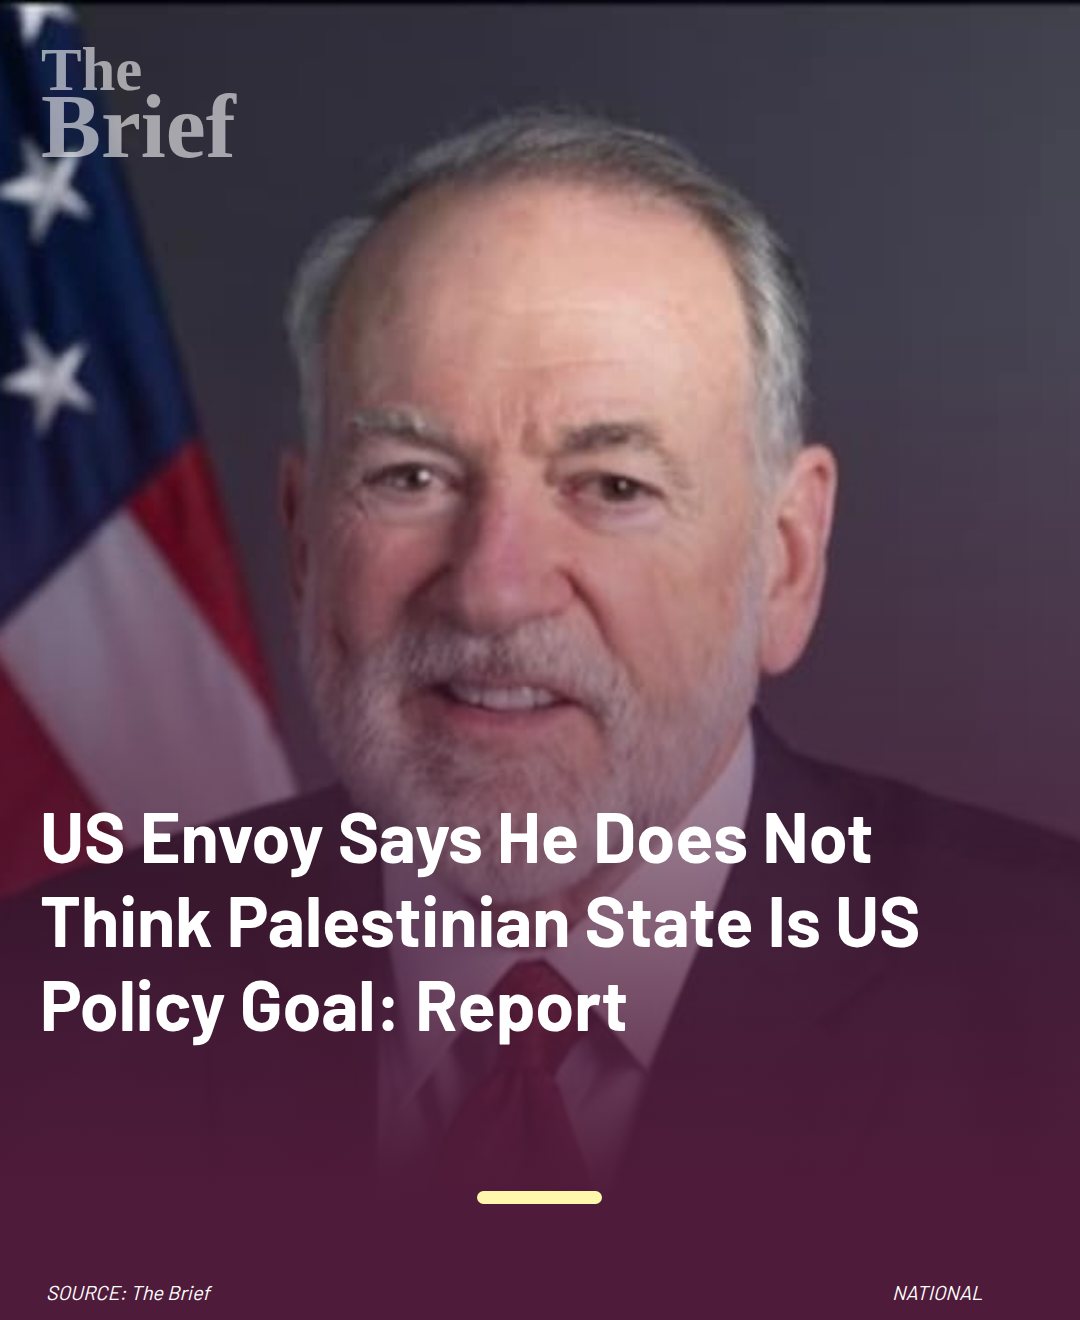 The
Brief
US Envoy Says He Does Not
Think Palestinian State Is US
Policy Goal: Report
SOURCE: The Brief
NATIONAL